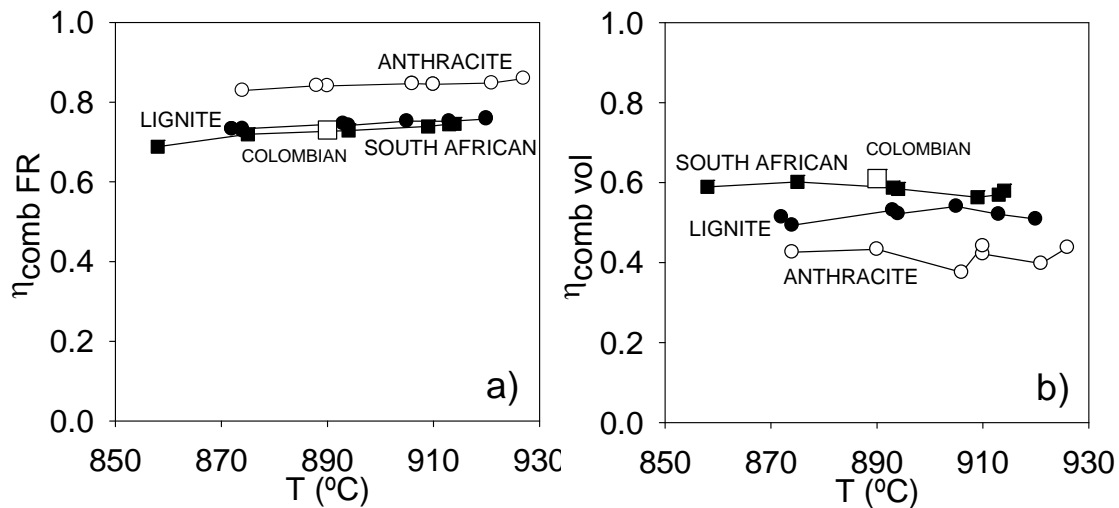 1.0
0.8
0.6
0.4
0.2
0.0
ηcomb FR
ANTHRACITE
LIGNITE
COLOMBIAN
SOUTH AFRICAN
a)
850 870 890 910 930
T (ºC)
1.0
0.8
0.6
0.4
0.2
0.0
ηcomb vol
SOUTH AFRICAN
COLOMBIAN
LIGNITE
ANTHRACITE
b)
850 870 890 910 930
T (ºC)